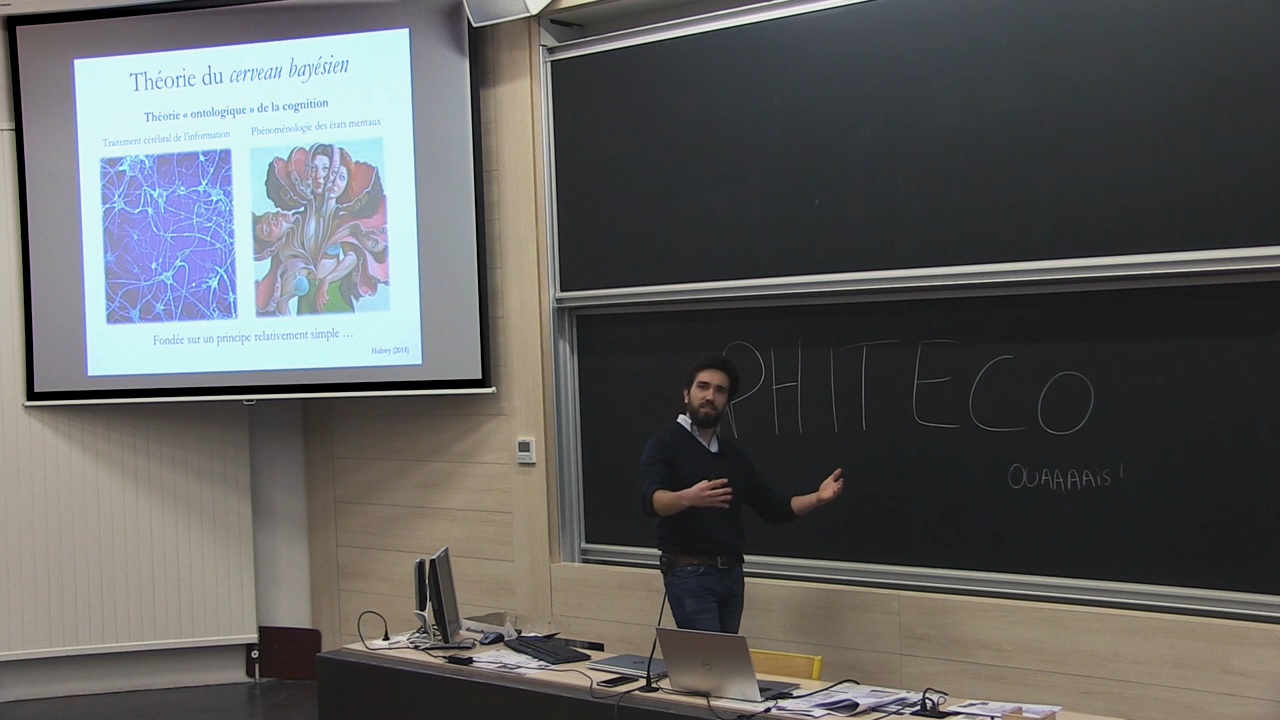 Théorie du cerveau bayésien
Théorie « ontologique » de la cognition
Traitement cérébral de l'information
Phénoménologie des états mentaux
Fondée sur un principe relativement simple …
Hohwy (2018)
PHITECO
OUAAAAis !